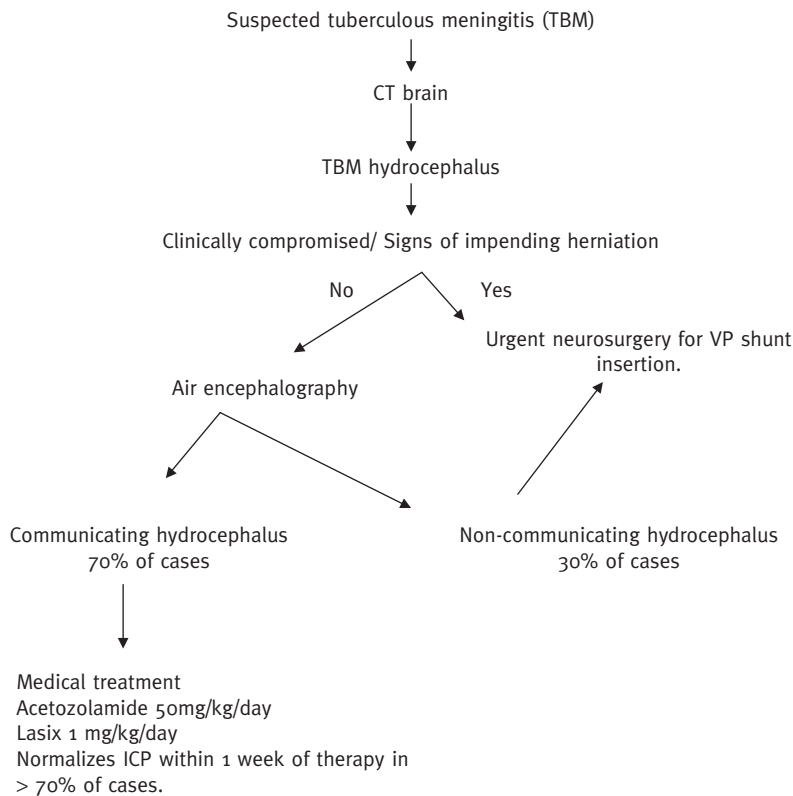 Suspected tuberculous meningitis (TBM)
CT brain
TBM hydrocephalus
Clinically compromised/ Signs of impending herniation
No
Yes
Urgent neurosurgery for VP shunt
insertion.
Air encephalography
Communicating hydrocephalus
70% of cases
Non-communicating hydrocephalus
30% of cases
Medical treatment
Acetozolamide 50mg/kg/day
Lasix 1 mg/kg/day
Normalizes ICP within 1 week of therapy in
> 70% of cases.